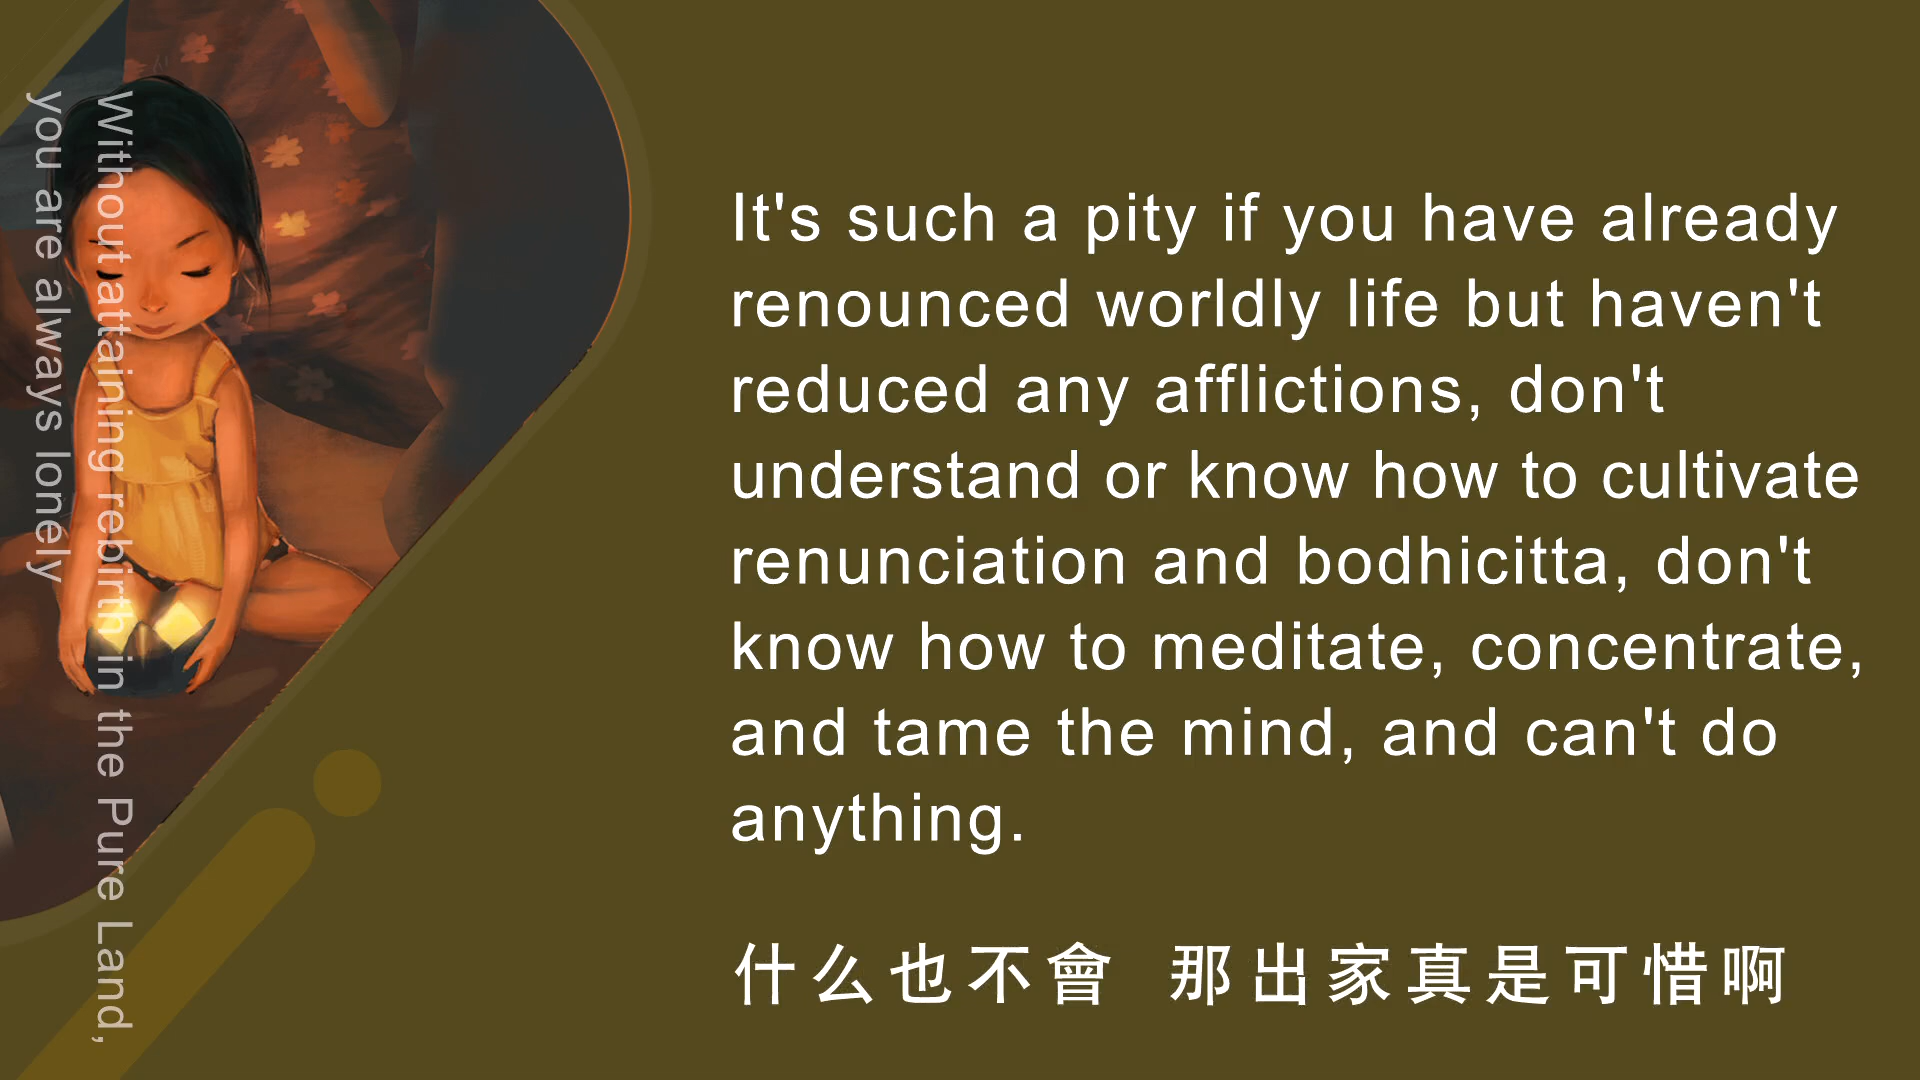 Without attaining rebirth in the Pure Land,
you are always lonely
It's such a pity if you have already
renounced worldly life but haven't
reduced any afflictions, don't
understand or know how to cultivate
renunciation and bodhicitta, don't
know how to meditate, concentrate,
and tame the mind, and can't do
anything.
什么也不會 那出家真是可惜啊